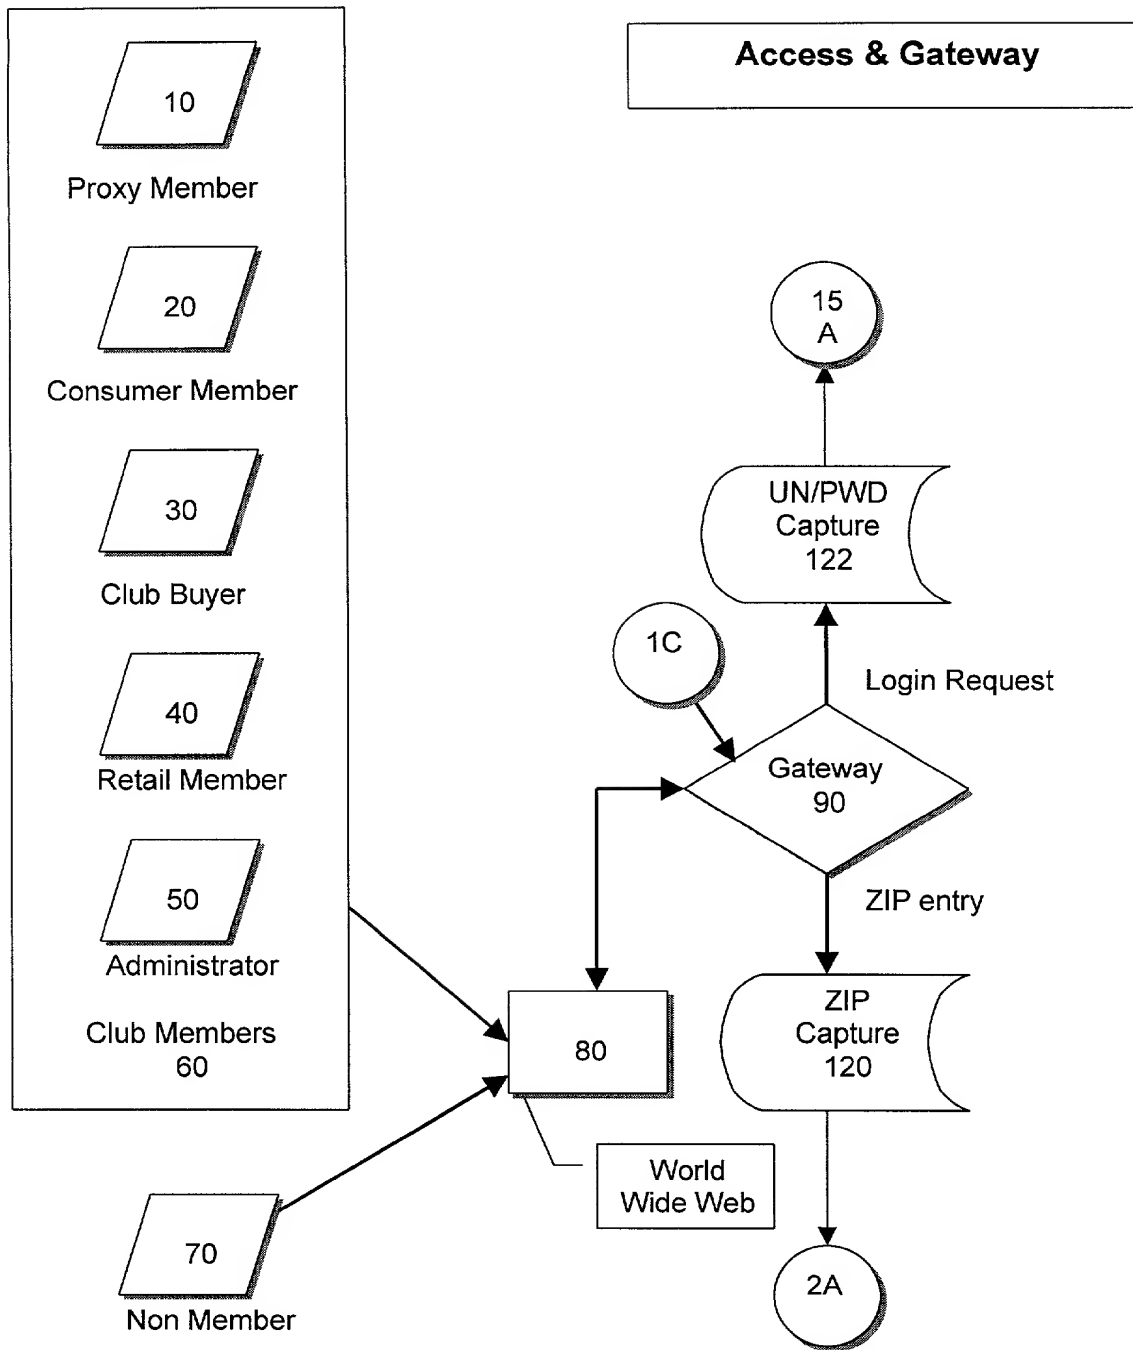 Access & Gateway
10
Proxy Member
20
Consumer Member
30
Club Buyer
40
Retail Member
50
Administrator
Club Members
60
70
Non Member
80
World
Wide Web
15
A
UN/PWD
Capture
122
1C
Login Request
Gateway
90
ZIP entry
ZIP
Capture
120
2A